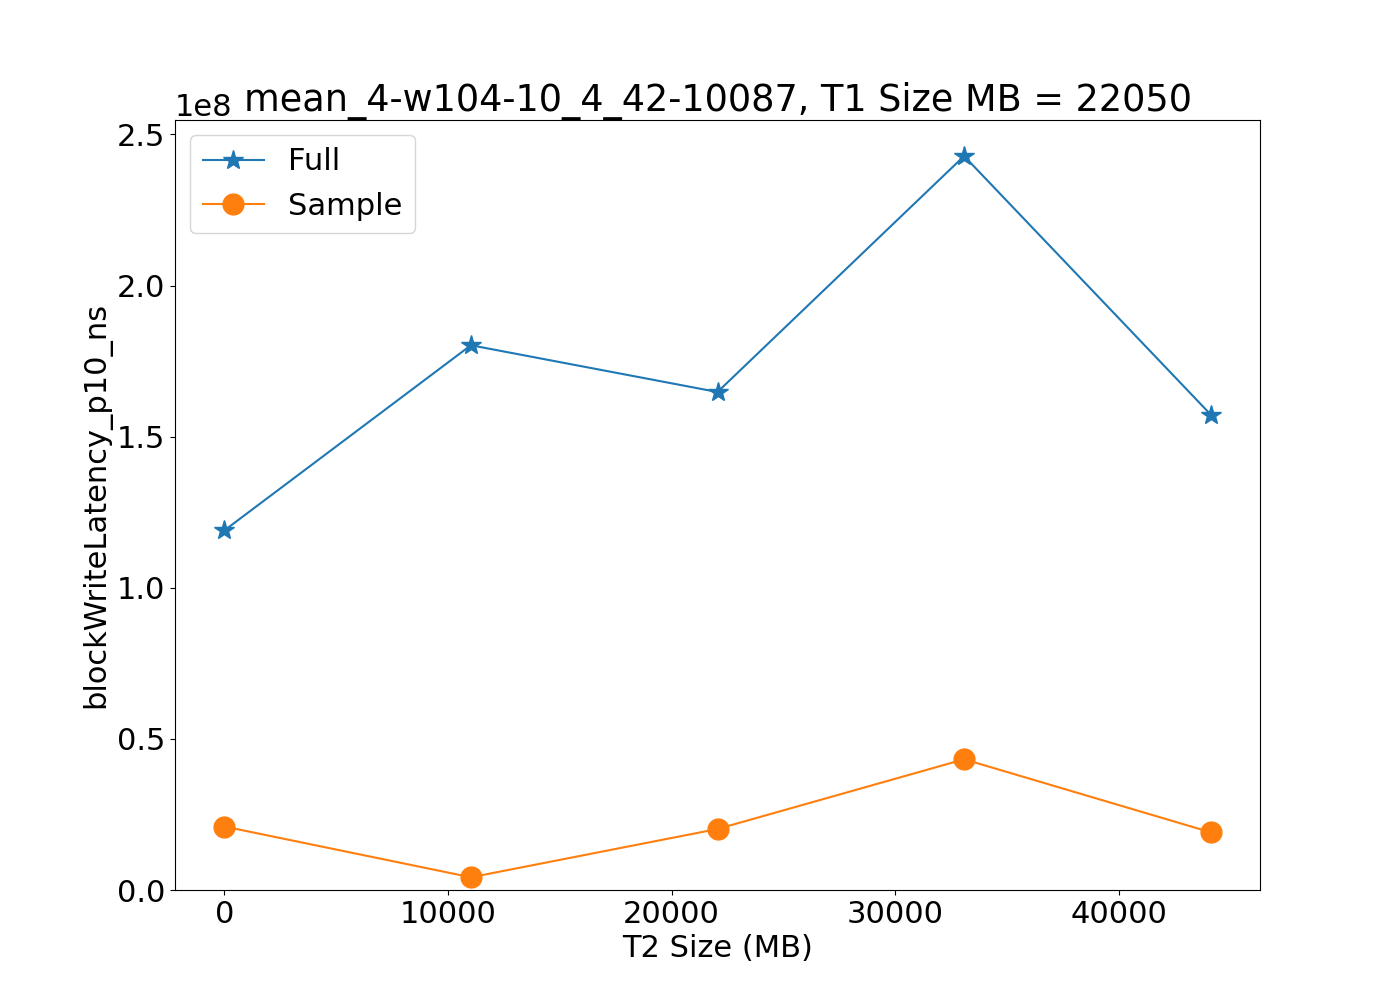 1e8
mean_4-w104-10_4_42-10087, T1 Size MB = 22050
Full
Sample
blockWriteLatency_p10_ns
2.5
2.0
1.5
1.0
0.5
0.0
0 10000 20000 30000 40000
T2 Size (MB)